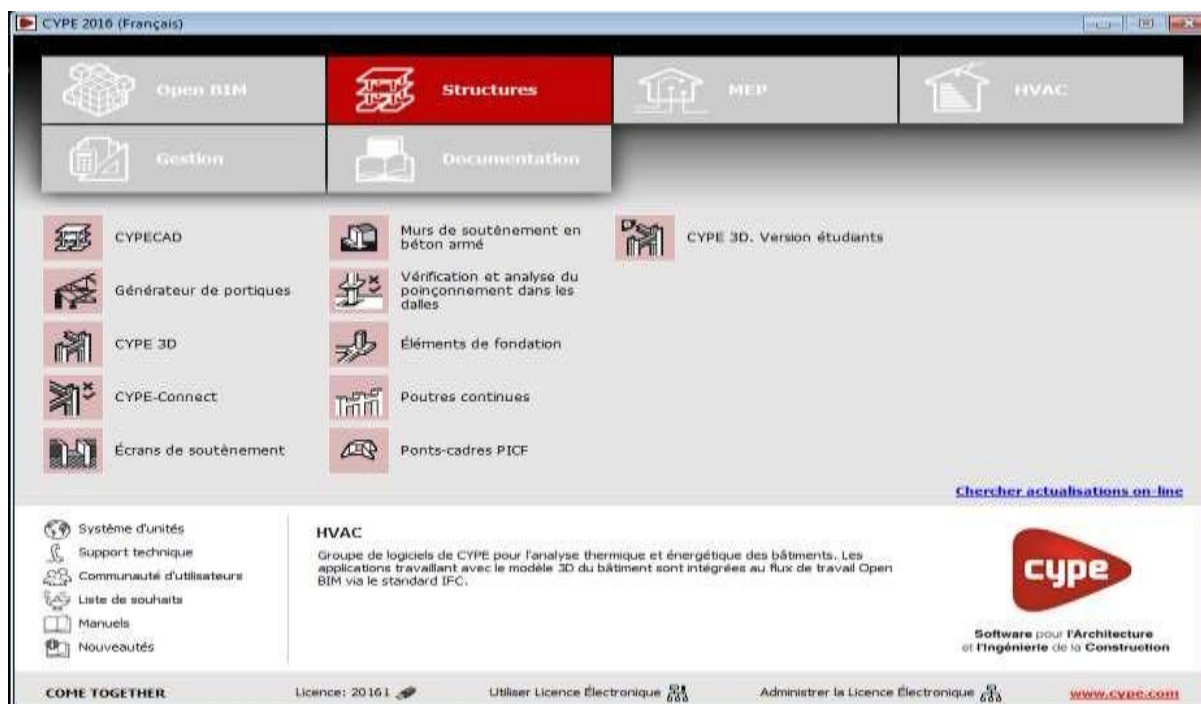 CYPE 2016 (Français)
Open BIM
Structures
MEP
HVAC
Gestion
Documentation
CYPECAD
Générateur de portiques
CYPE 3D
CYPE-Connect
Écrans de soutènement
Murs de soutènement en
béton armé
Vérification et analyse du
poinçonnement dans les
dalles
Éléments de fondation
Poutres continues
Ponts-cadres PICF
CYPE 3D. Version étudiants
Chercher actualisations on-line
Système d'unités
Support technique
Communauté d'utilisateurs
Liste de souhaits
Manuels
Nouveautés
HVAC
Groupe de logiciels de CYPE pour l'analyse thermique et énergétique des bâtiments. Les
applications travaillant avec le modèle 3D du bâtiment sont intégrées au flux de travail Open
BIM via le standard IFC.
cype
Software pour l'Architecture
et l'Ingénierie de la Construction
COME TOGETHER
Licence: 20161
Utiliser Licence Électronique
Administrer la Licence Électronique
www.cype.com